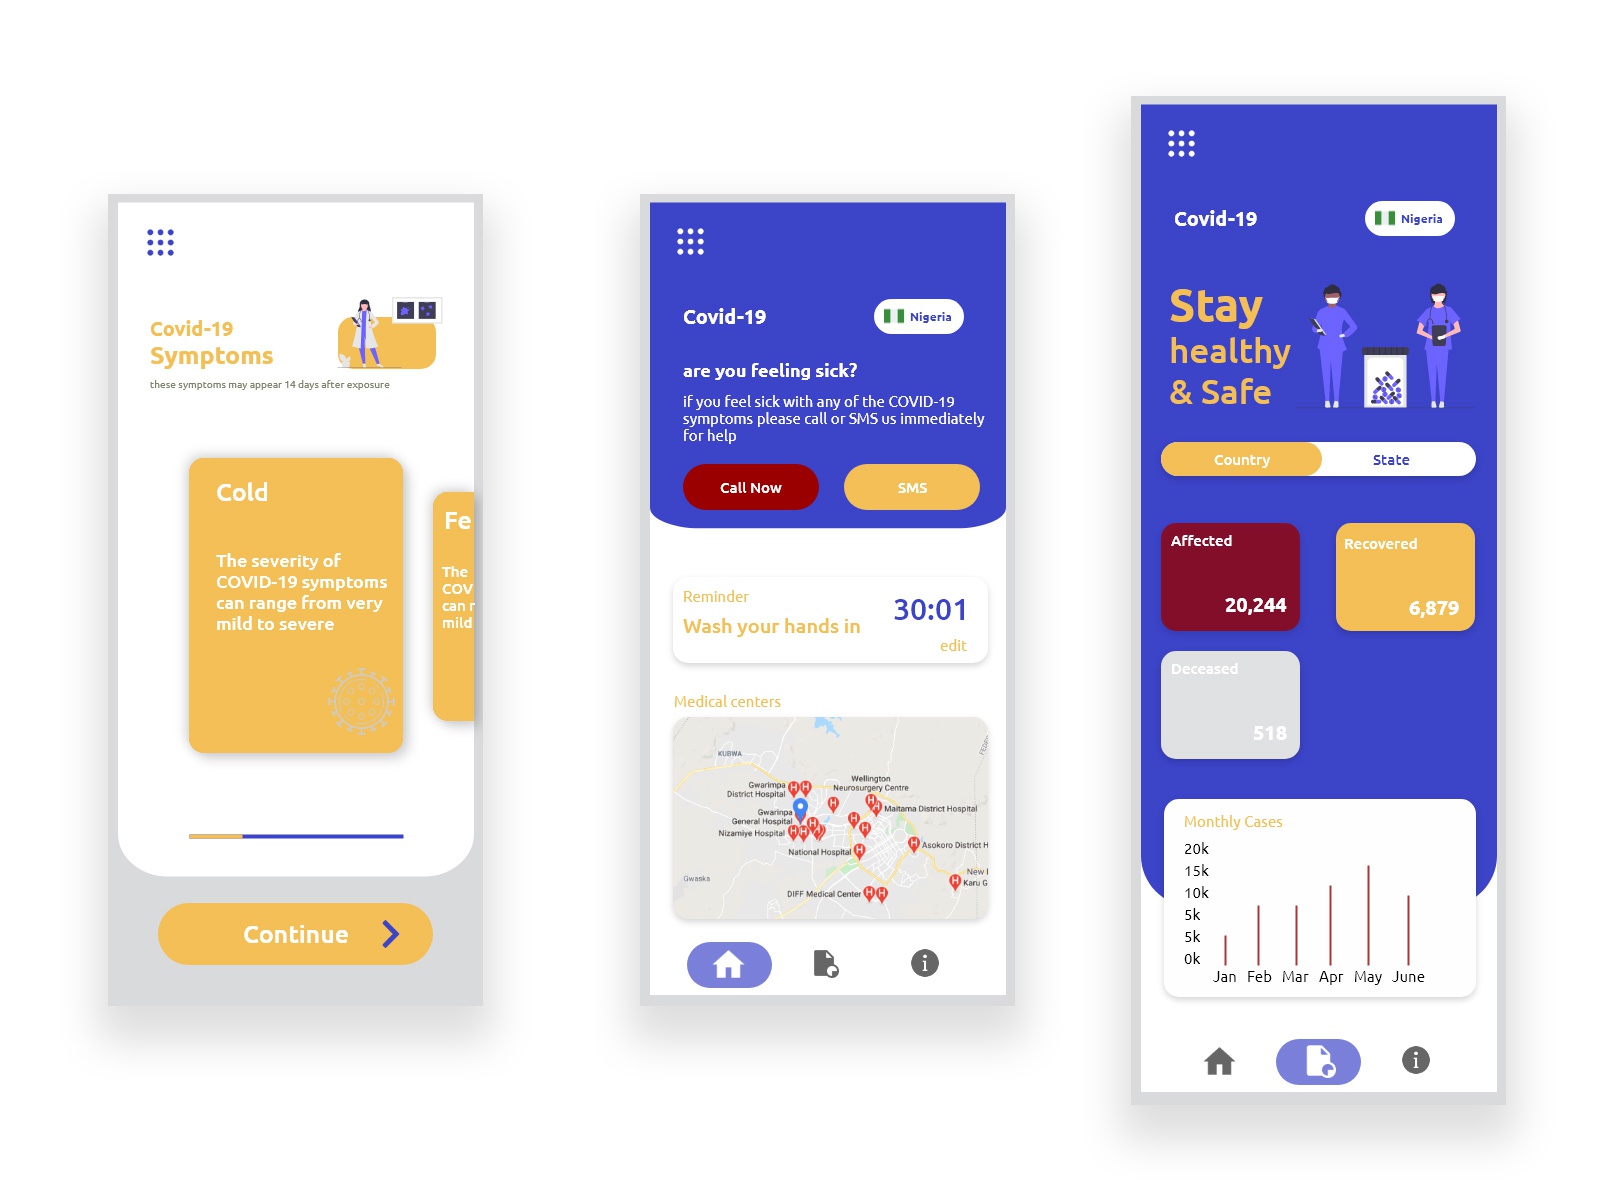 Covid-19
Symptoms
these symptoms may appear 14 days after exposure
Cold
The severity of
COVID-19 symptoms
can range from very
mild to severe
Fe
The
COV
can r
mild
Continue
Covid-19
Nigeria
are you feeling sick?
if you feel sick with any of the COVID-19
symptoms please call or SMS us immediately
for help
Call Now
SMS
Reminder
Wash your hands in
30:01
edit
Medical centers
KUBWA
Wellington
Neurosurgery Centre
Gwarimpa
District Hospital
Maitama District Hospital
Gwarinpa
General Hospital
Nizamiye Hospital
National Hospital
Asokoro District H
New
Karu G
Gwaska
DIFF Medical Center
Covid-19
Nigeria
Stay
healthy
& Safe
Country
State
Affected
20,244
Recovered
6,879
Deceased
518
Monthly Cases
20k
15k
10k
5k
5k
0k
Jan Feb Mar Apr May June